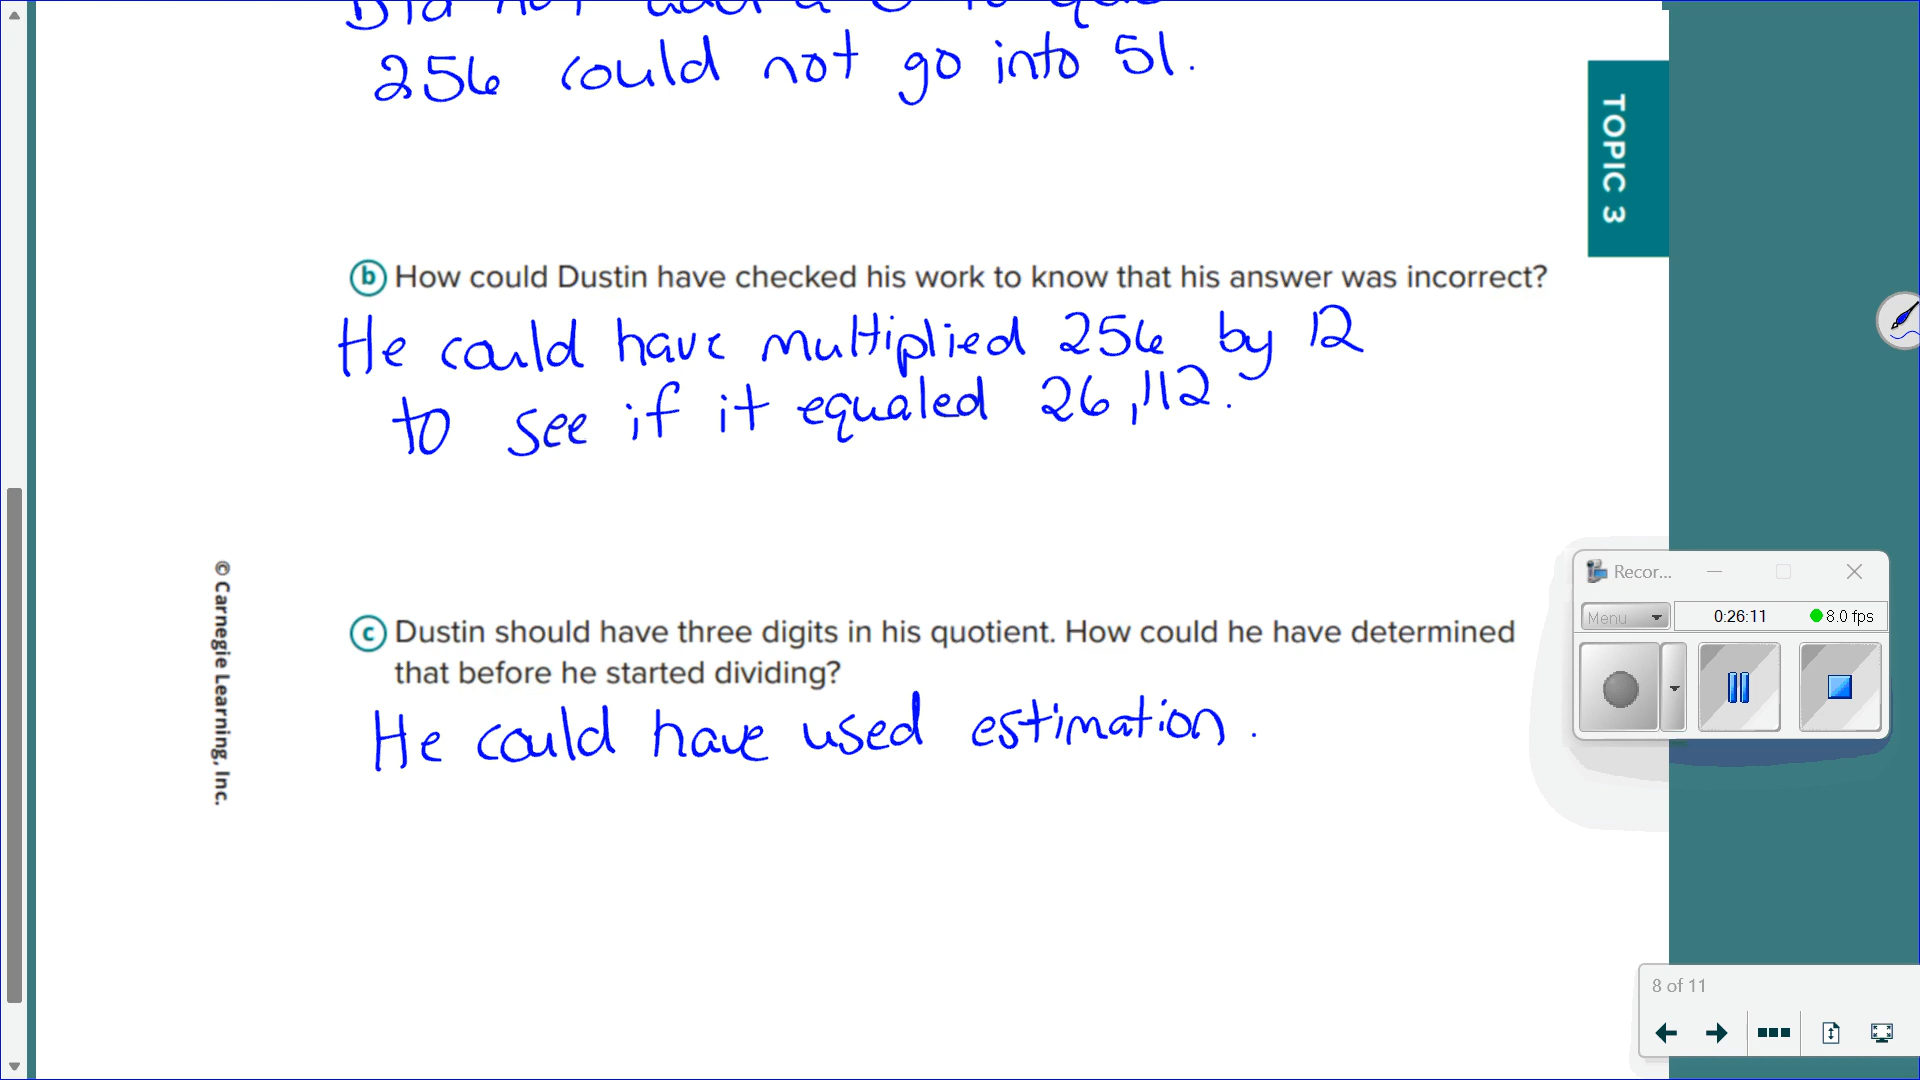 256 could not go into 51.
TOPIC 3
b How could Dustin have checked his work to know that his answer was incorrect?
He could have multiplied 256 by 12
to see if it equaled 26,112.
c Dustin should have three digits in his quotient. How could he have determined
that before he started dividing?
He could have used estimation.
© Carnegie Learning, Inc.
Recor...
Menu 0:26:11 8.0 fps
8 of 11